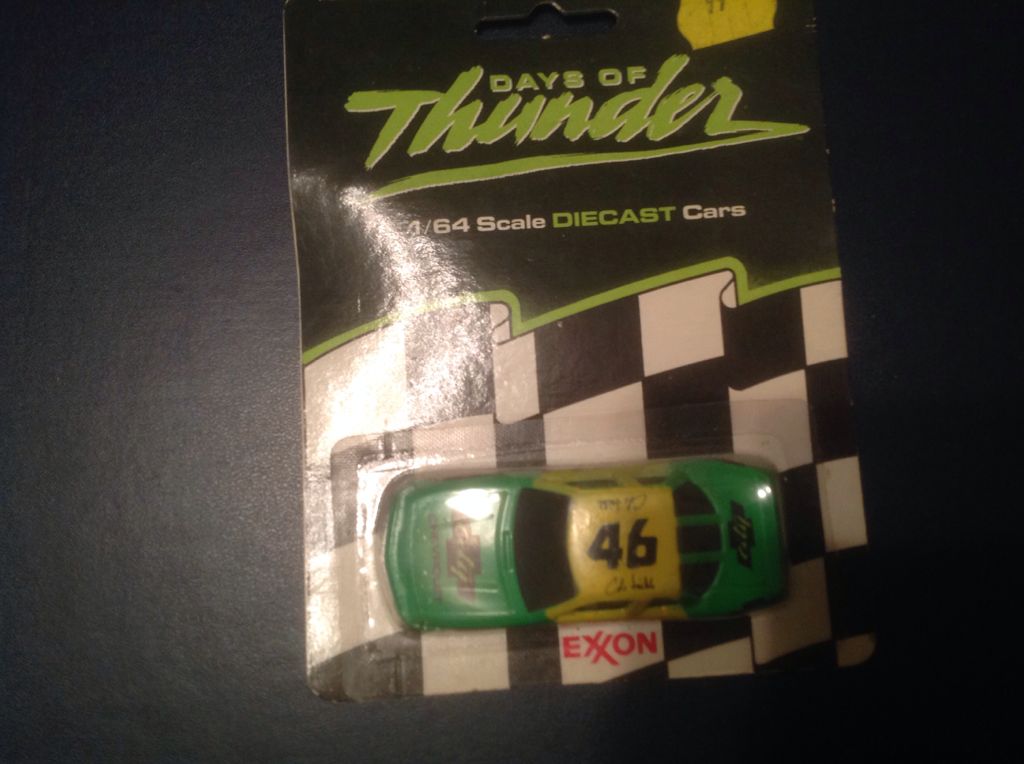 DAYS OF
Thunder
1/64 Scale DIECAST Cars
46
EXXON